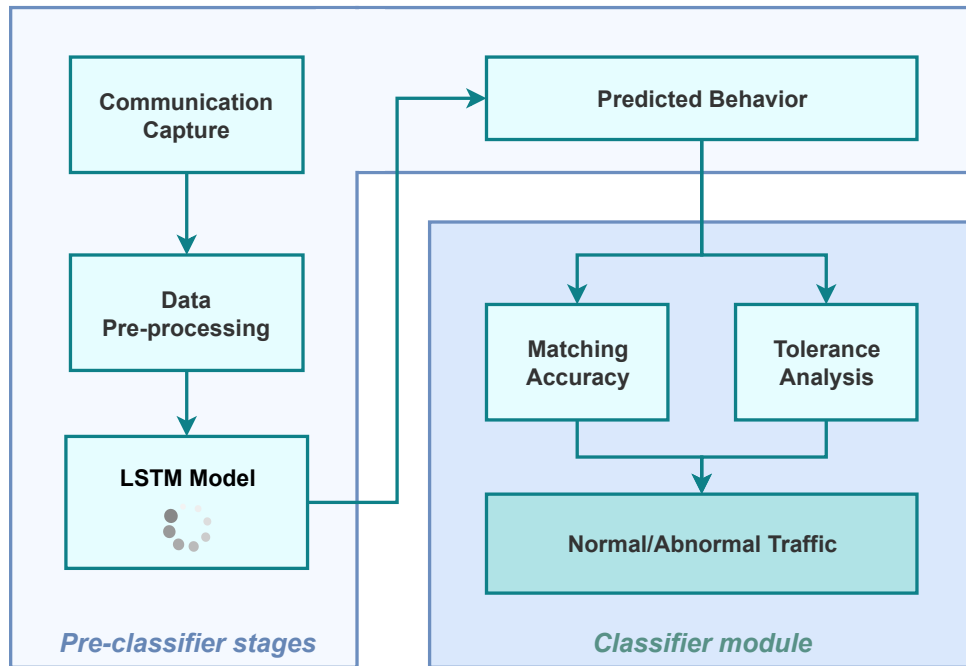 Communication
Capture
Data
Pre-processing
LSTM Model
Pre-classifier stages
Predicted Behavior
Matching
Accuracy
Tolerance
Analysis
Normal/Abnormal Traffic
Classifier module